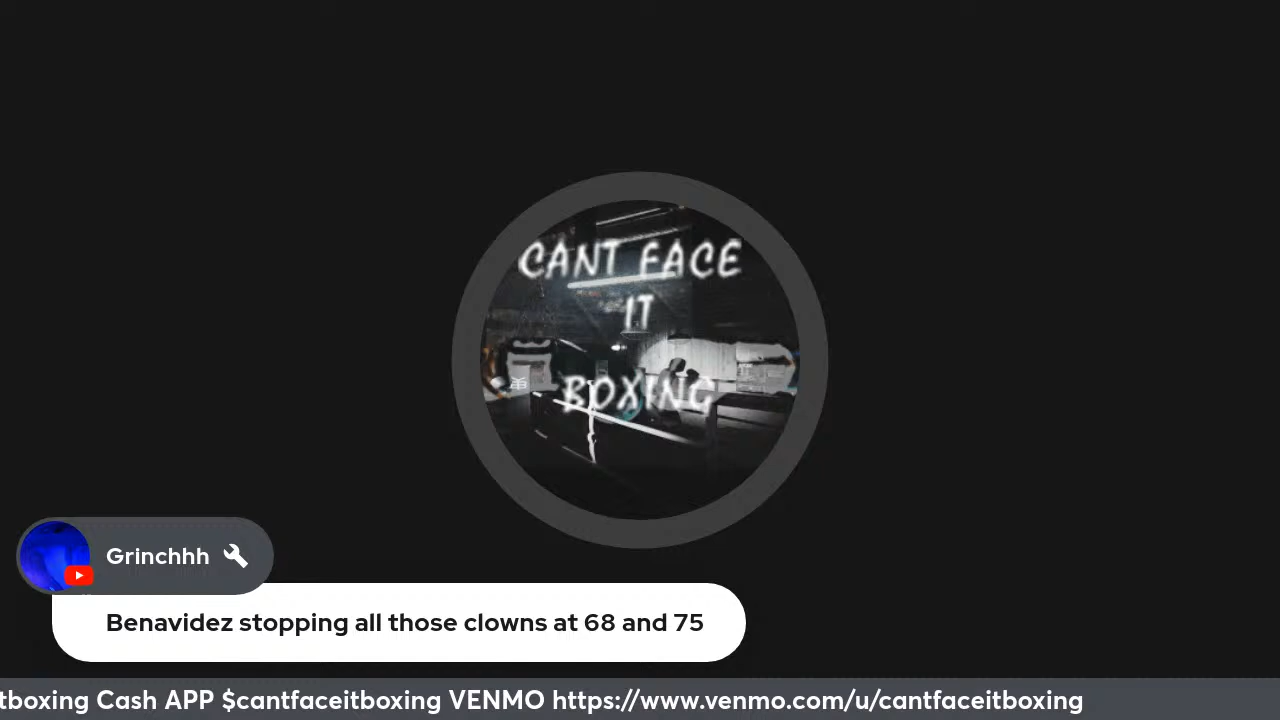 CANT FACE
IT
BOXING
Grinchhh
Benavidez stopping all those clowns at 68 and 75
tboxing Cash APP $cantfaceitboxing VENMO https://www.venmo.com/u/cantfaceitboxing